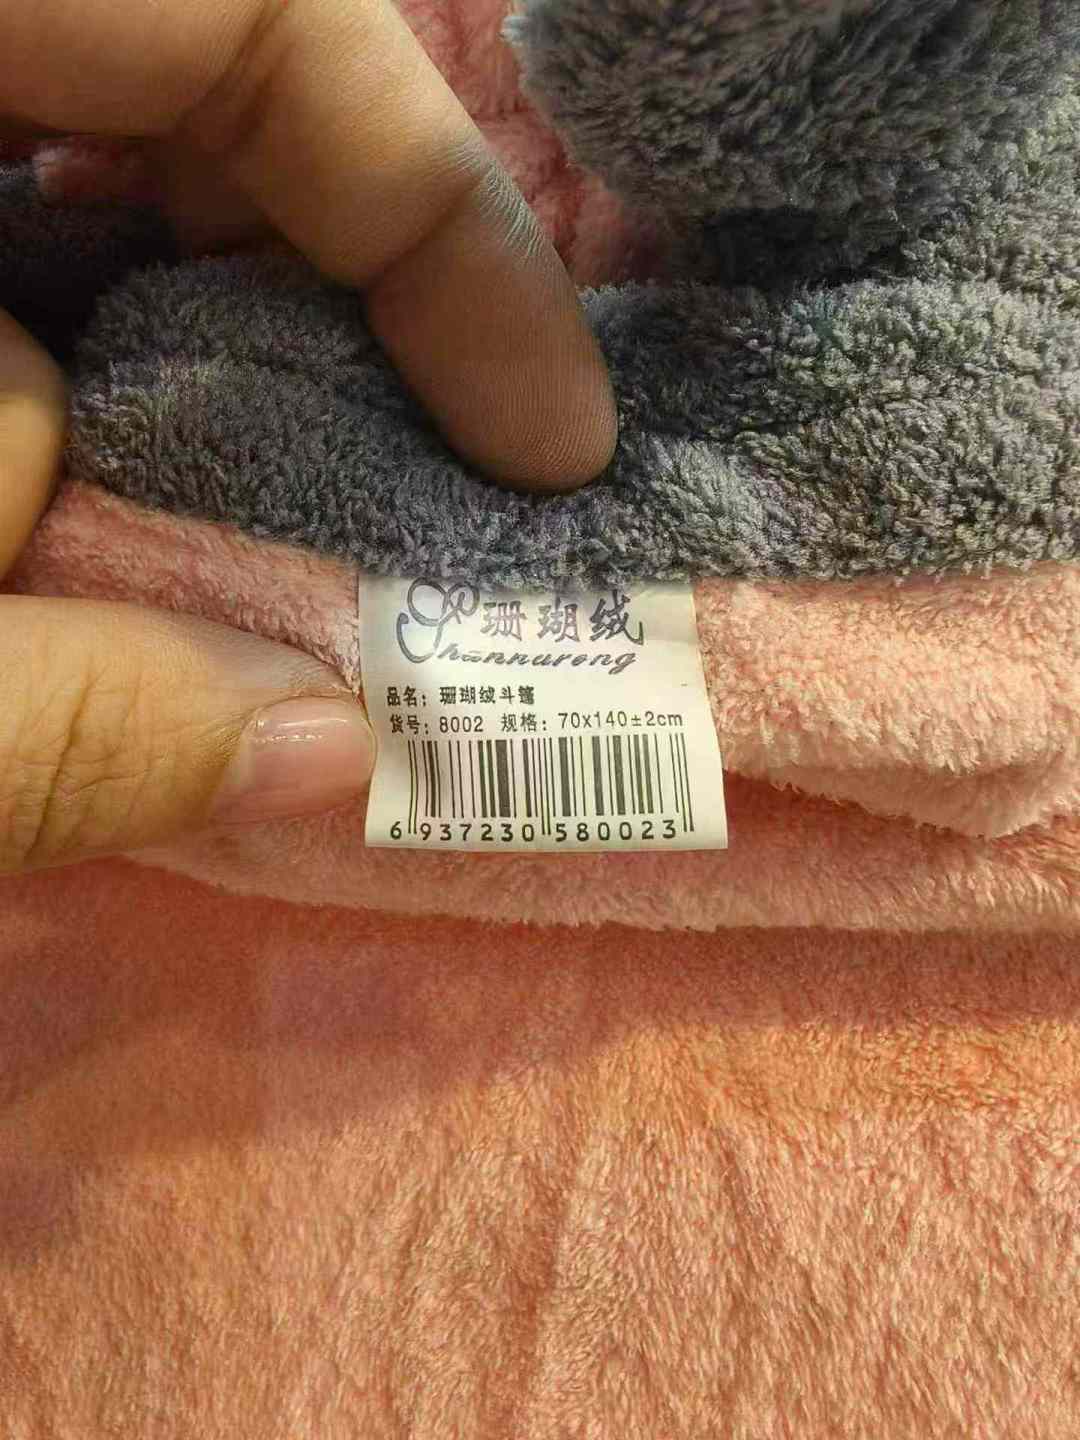 珊瑚绒
Shannurong
品名：珊瑚绒斗篷
货号：8002 规格：70x140±2cm
6 937230 580023